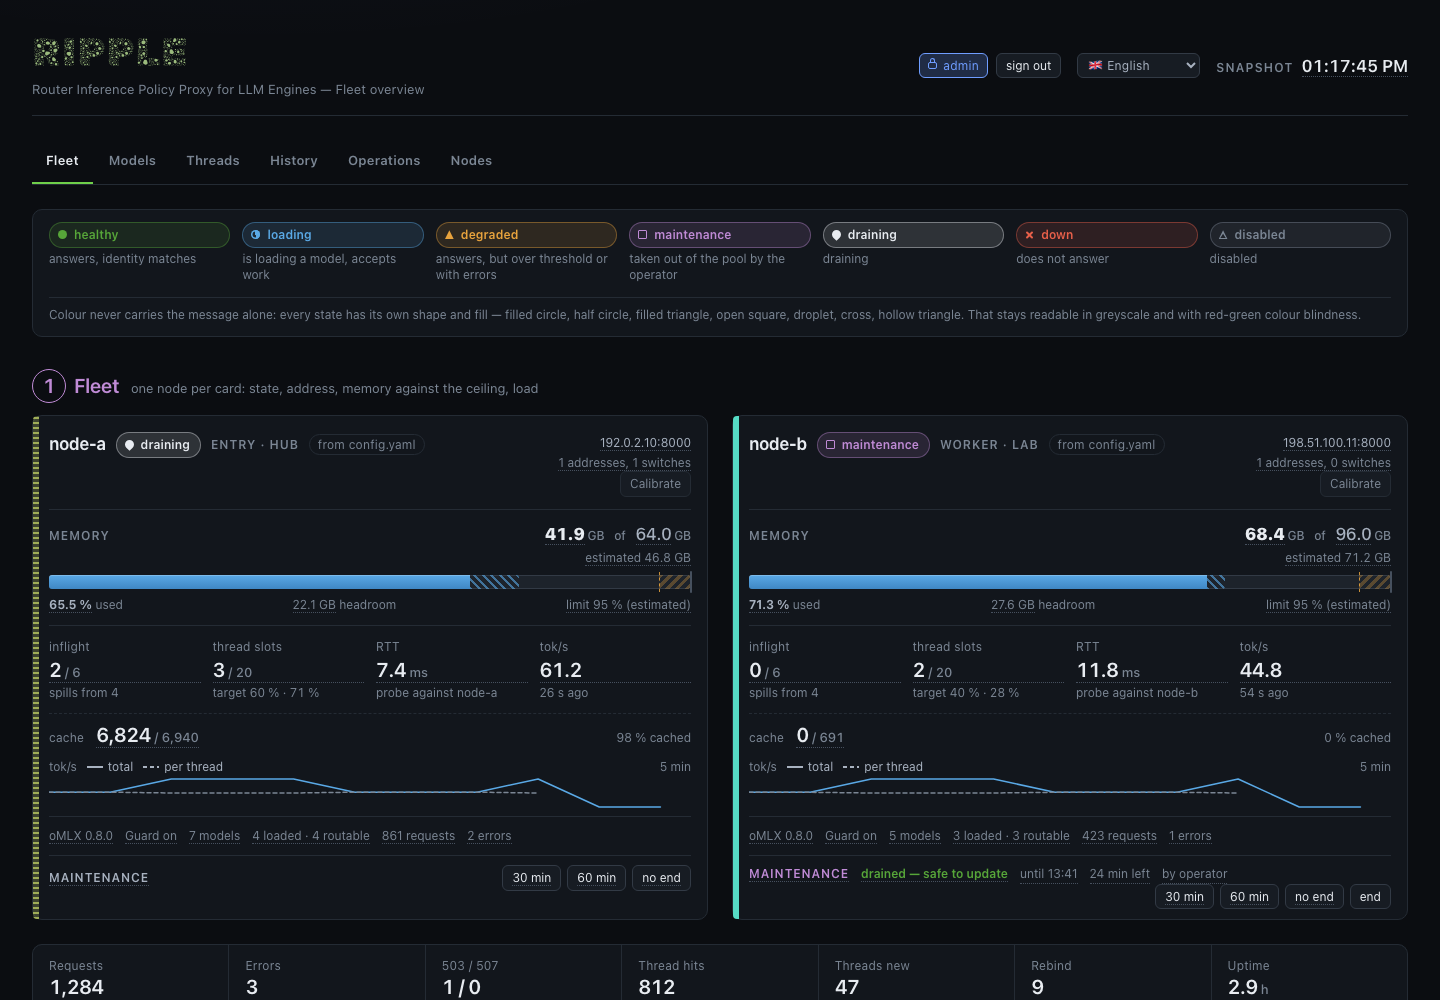 RIPPLE
Router Inference Policy Proxy for LLM Engines — Fleet overview
admin
sign out
🇬🇧 English
SNAPSHOT 01:17:45 PM
Fleet Models Threads History Operations Nodes
healthy
answers, identity matches
loading
is loading a model, accepts
work
degraded
answers, but over threshold or
with errors
maintenance
taken out of the pool by the
operator
draining
draining
down
does not answer
disabled
disabled
Colour never carries the message alone: every state has its own shape and fill — filled circle, half circle, filled triangle, open square, droplet, cross, hollow triangle. That stays readable in greyscale and with red-green colour blindness.
1 Fleet one node per card: state, address, memory against the ceiling, load
node-a draining ENTRY · HUB from config.yaml 192.0.2.10:8000
1 addresses, 1 switches
Calibrate
MEMORY 41.9 GB of 64.0 GB
estimated 46.8 GB
65.5 % used 22.1 GB headroom limit 95 % (estimated)
inflight thread slots RTT tok/s
2 / 6 3 / 20 7.4 ms 61.2
spills from 4 target 60 % · 71 % probe against node-a 26 s ago
cache 6,824 / 6,940 98 % cached
tok/s total per thread 5 min
oMLX 0.8.0 Guard on 7 models 4 loaded · 4 routable 861 requests 2 errors
MAINTENANCE 30 min 60 min no end
node-b maintenance WORKER · LAB from config.yaml 198.51.100.11:8000
1 addresses, 0 switches
Calibrate
MEMORY 68.4 GB of 96.0 GB
estimated 71.2 GB
71.3 % used 27.6 GB headroom limit 95 % (estimated)
inflight thread slots RTT tok/s
0 / 6 2 / 20 11.8 ms 44.8
spills from 4 target 40 % · 28 % probe against node-b 54 s ago
cache 0 / 691 0 % cached
tok/s total per thread 5 min
oMLX 0.8.0 Guard on 5 models 3 loaded · 3 routable 423 requests 1 errors
MAINTENANCE drained — safe to update until 13:41 24 min left by operator
30 min 60 min no end end
Requests Errors 503 / 507 Thread hits Threads new Rebind Uptime
1,284 3 1 / 0 812 47 9 2.9 h